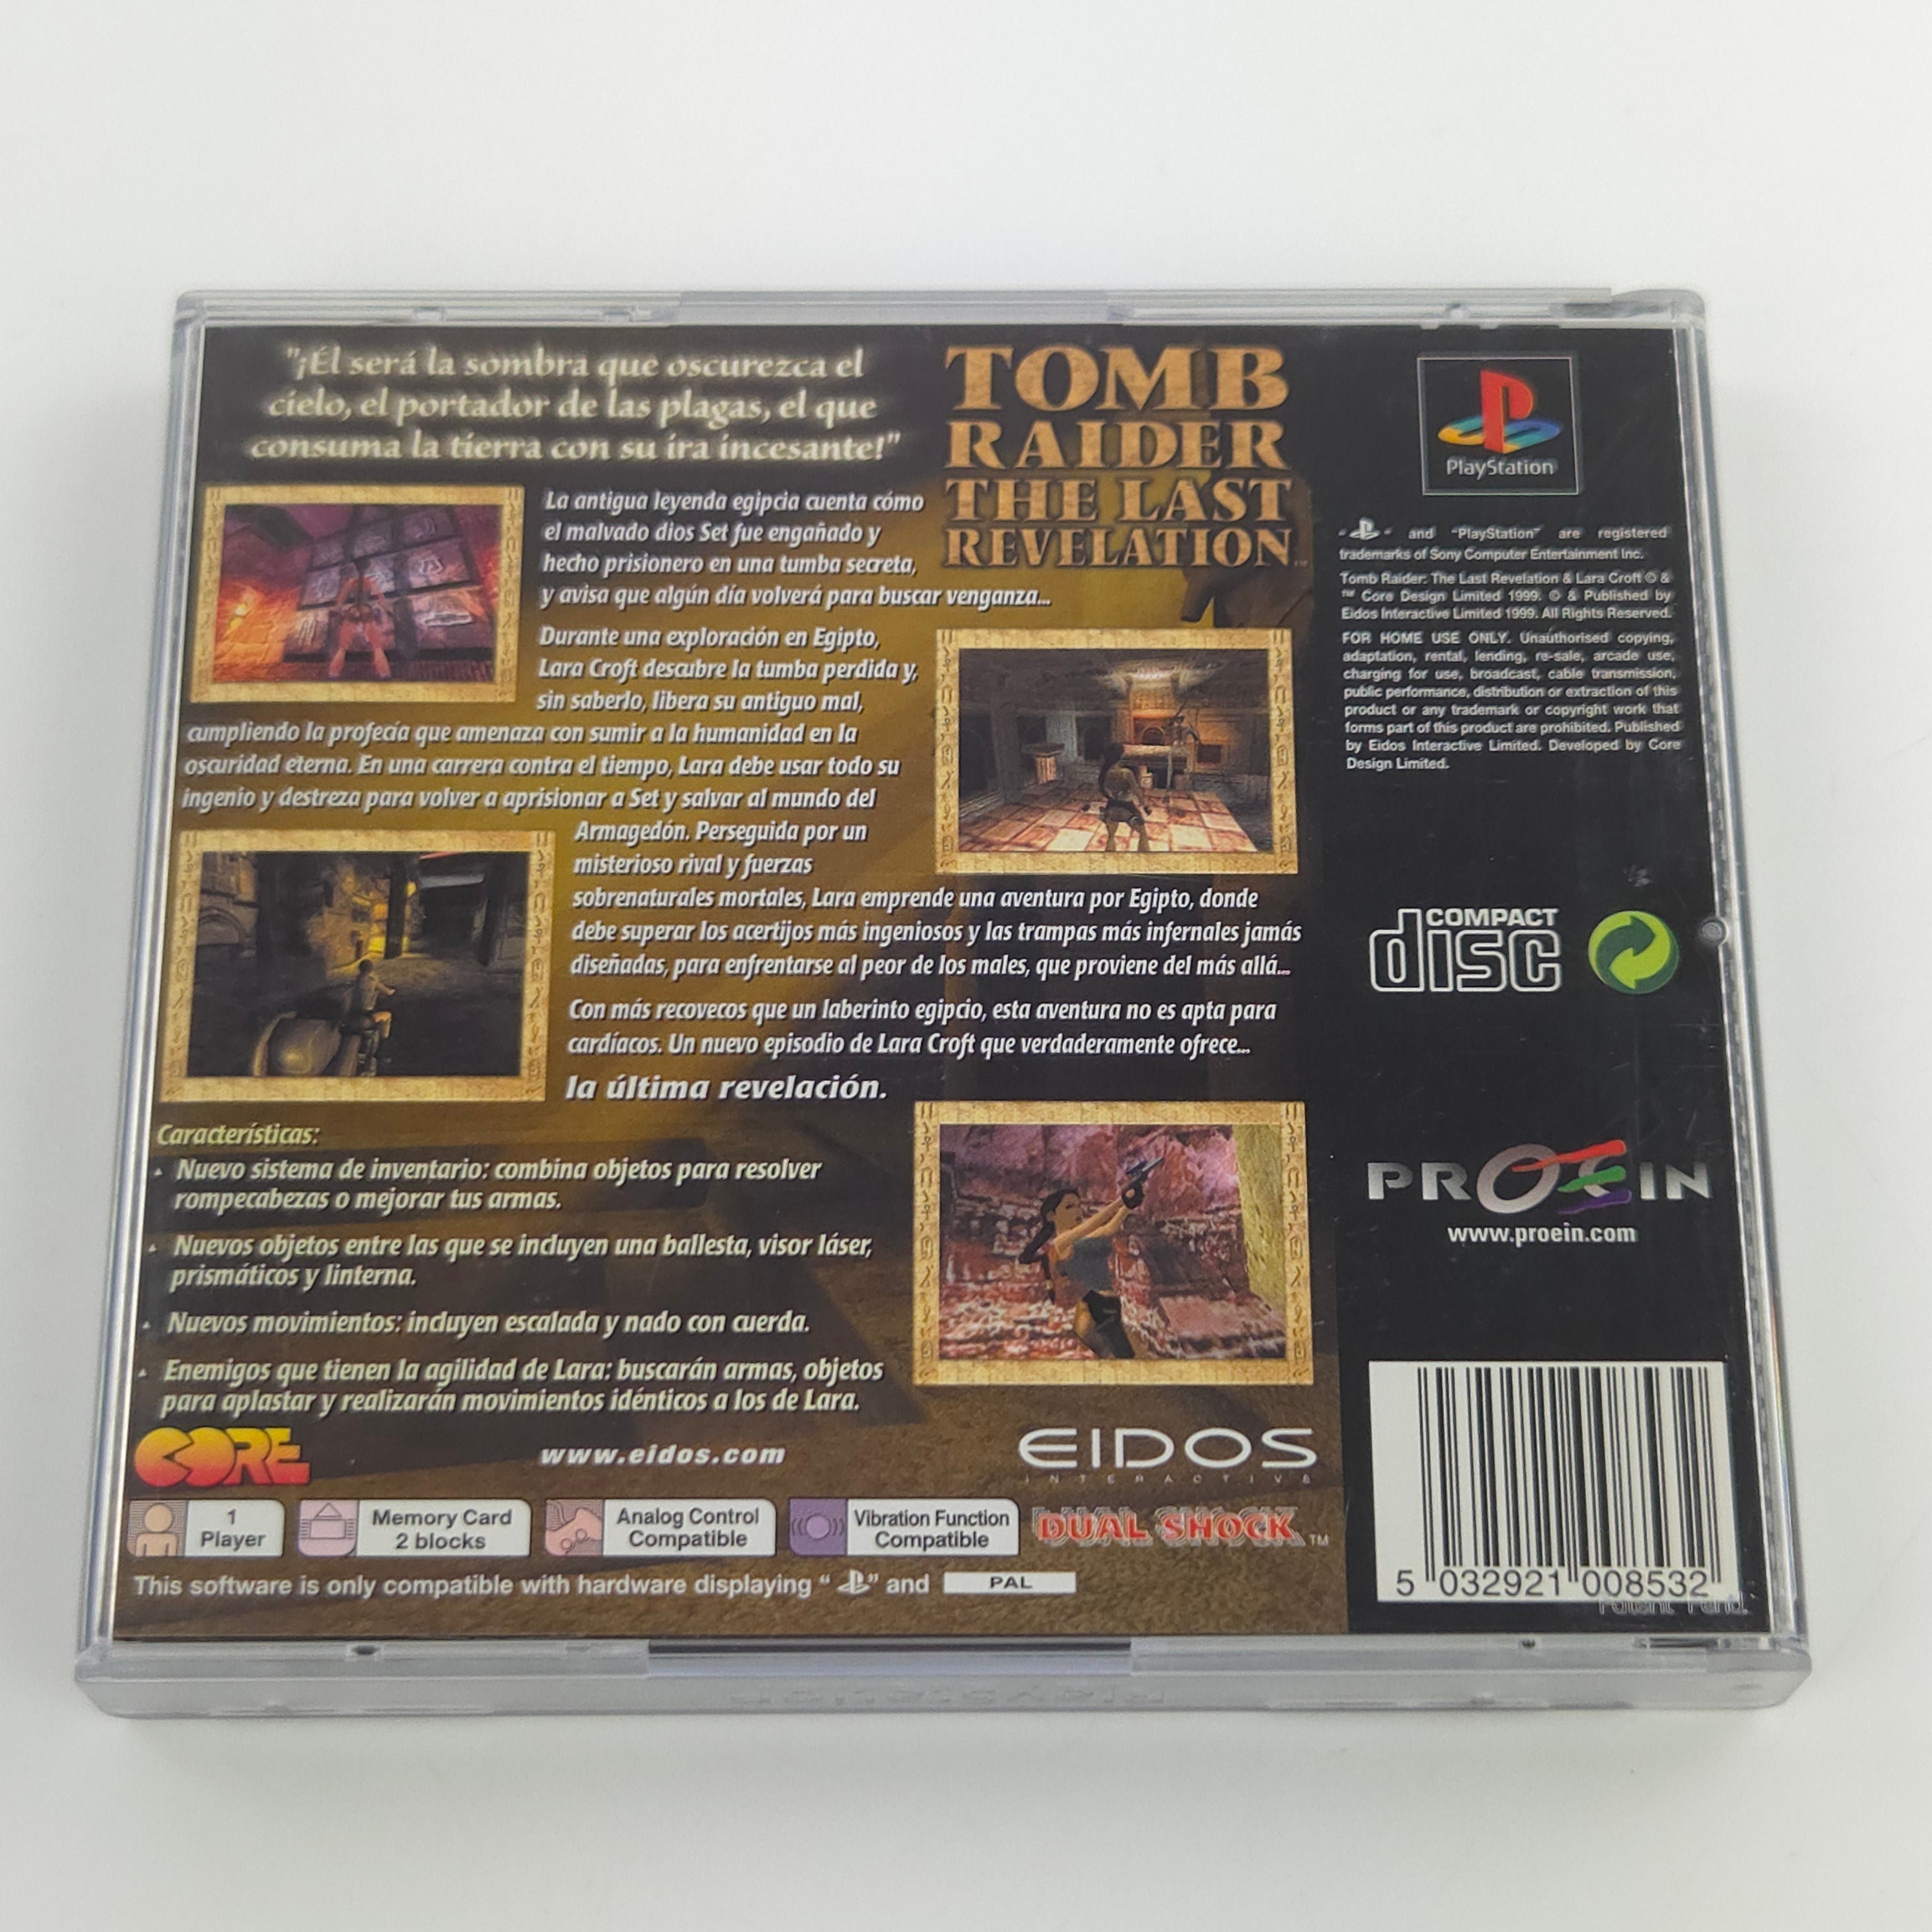 "¡Él será la sombra que oscurezca el
cielo, el portador de las plagas, el que
consuma la tierra con su ira incesante!"
TOMB
RAIDER
THE LAST
REVELATION
La antigua leyenda egipcia cuenta cómo
el malvado dios Set fue engañado y
hecho prisionero en una tumba secreta,
y avisa que algún día volverá para buscar venganza...
Durante una exploración en Egipto,
Lara Croft descubre la tumba perdida y,
sin saberlo, libera su antiguo mal,
cumpliendo la profecía que amenaza con sumir a la humanidad en la
oscuridad eterna. En una carrera contra el tiempo, Lara debe usar todo su
ingenio y destreza para volver a aprisionar a Set y salvar al mundo del
Armagedón. Perseguida por un
misterioso rival y fuerzas
sobrenaturales mortales, Lara emprende una aventura por Egipto, donde
debe superar los acertijos más ingeniosos y las trampas más infernales jamás
diseñadas, para enfrentarse al peor de los males, que proviene del más allá...
Con más recovecos que un laberinto egipcio, esta aventura no es apta para
cardíacos. Un nuevo episodio de Lara Croft que verdaderamente ofrece...
la última revelación.
Características:
· Nuevo sistema de inventario: combina objetos para resolver
rompecabezas o mejorar tus armas.
· Nuevos objetos entre las que se incluyen una ballesta, visor láser,
prismáticos y linterna.
· Nuevos movimientos: incluyen escalada y nado con cuerda.
· Enemigos que tienen la agilidad de Lara: buscarán armas, objetos
para aplastar y realizarán movimientos idénticos a los de Lara.
CORE
www.eidos.com
EIDOS
INTERACTIVE
1
Player
Memory Card
2 blocks
Analog Control
Compatible
Vibration Function
Compatible
DUAL SHOCK™
This software is only compatible with hardware displaying " " and PAL
PlayStation
" " and "PlayStation" are registered
trademarks of Sony Computer Entertainment Inc.
Tomb Raider: The Last Revelation & Lara Croft © &
™ Core Design Limited 1999. © & Published by
Eidos Interactive Limited 1999. All Rights Reserved.
FOR HOME USE ONLY. Unauthorised copying,
adaptation, rental, lending, re-sale, arcade use,
charging for use, broadcast, cable transmission,
public performance, distribution or extraction of this
product or any trademark or copyright work that
forms part of this product are prohibited. Published
by Eidos Interactive Limited. Developed by Core
Design Limited.
COMPACT
disc
PROEIN
www.proein.com
5 032921 008532
Patent Pend.
PlayStation